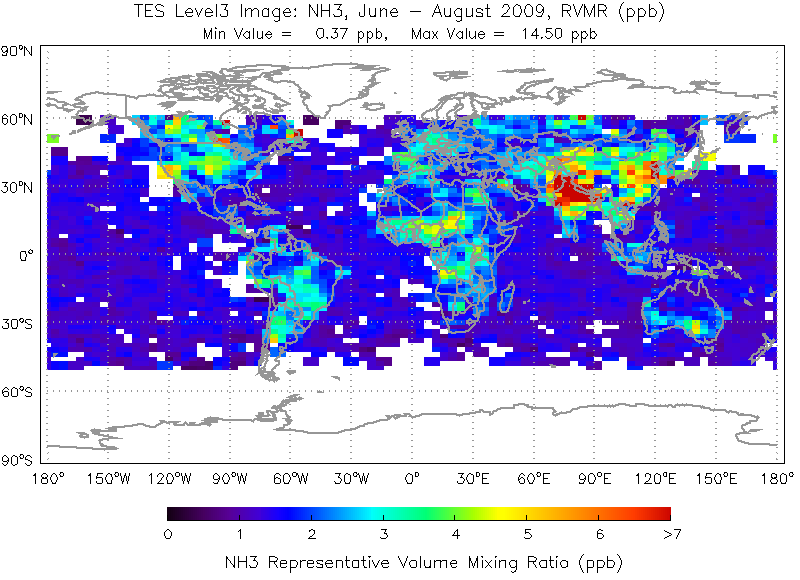 TES Level3 Image: NH3, June – August 2009, RVMR (ppb)
Min Value = 0.37 ppb, Max Value = 14.50 ppb
90°N
60°N
30°N
0°
30°S
60°S
90°S
180° 150°W 120°W 90°W 60°W 30°W 0° 30°E 60°E 90°E 120°E 150°E 180°
0 1 2 3 4 5 6 >7
NH3 Representative Volume Mixing Ratio (ppb)